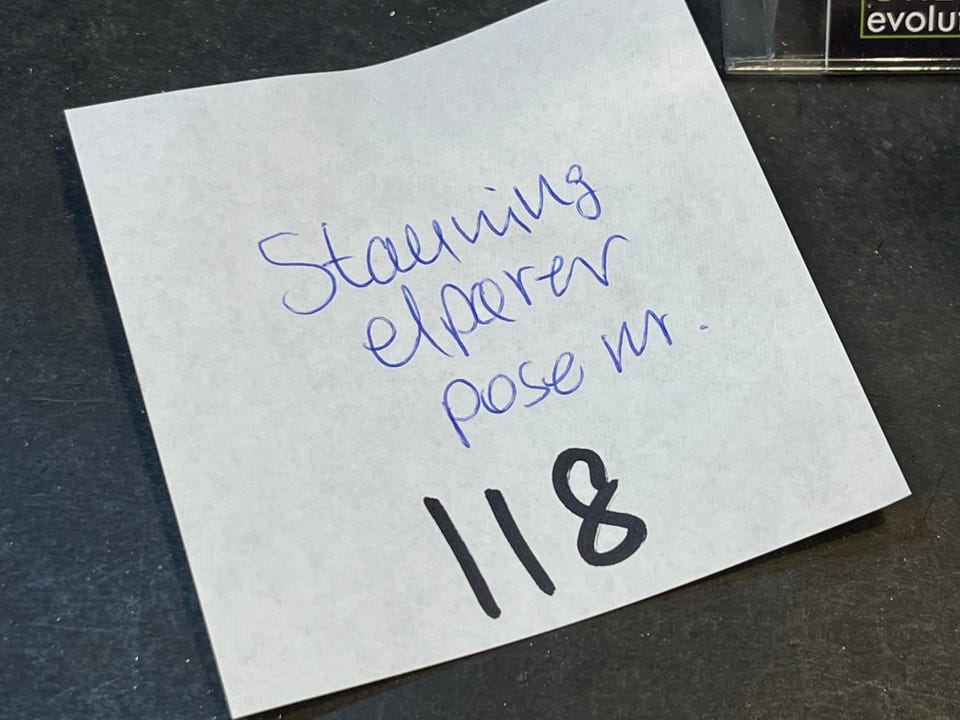 Stauning
elpærer
pose nr.
118
evolut